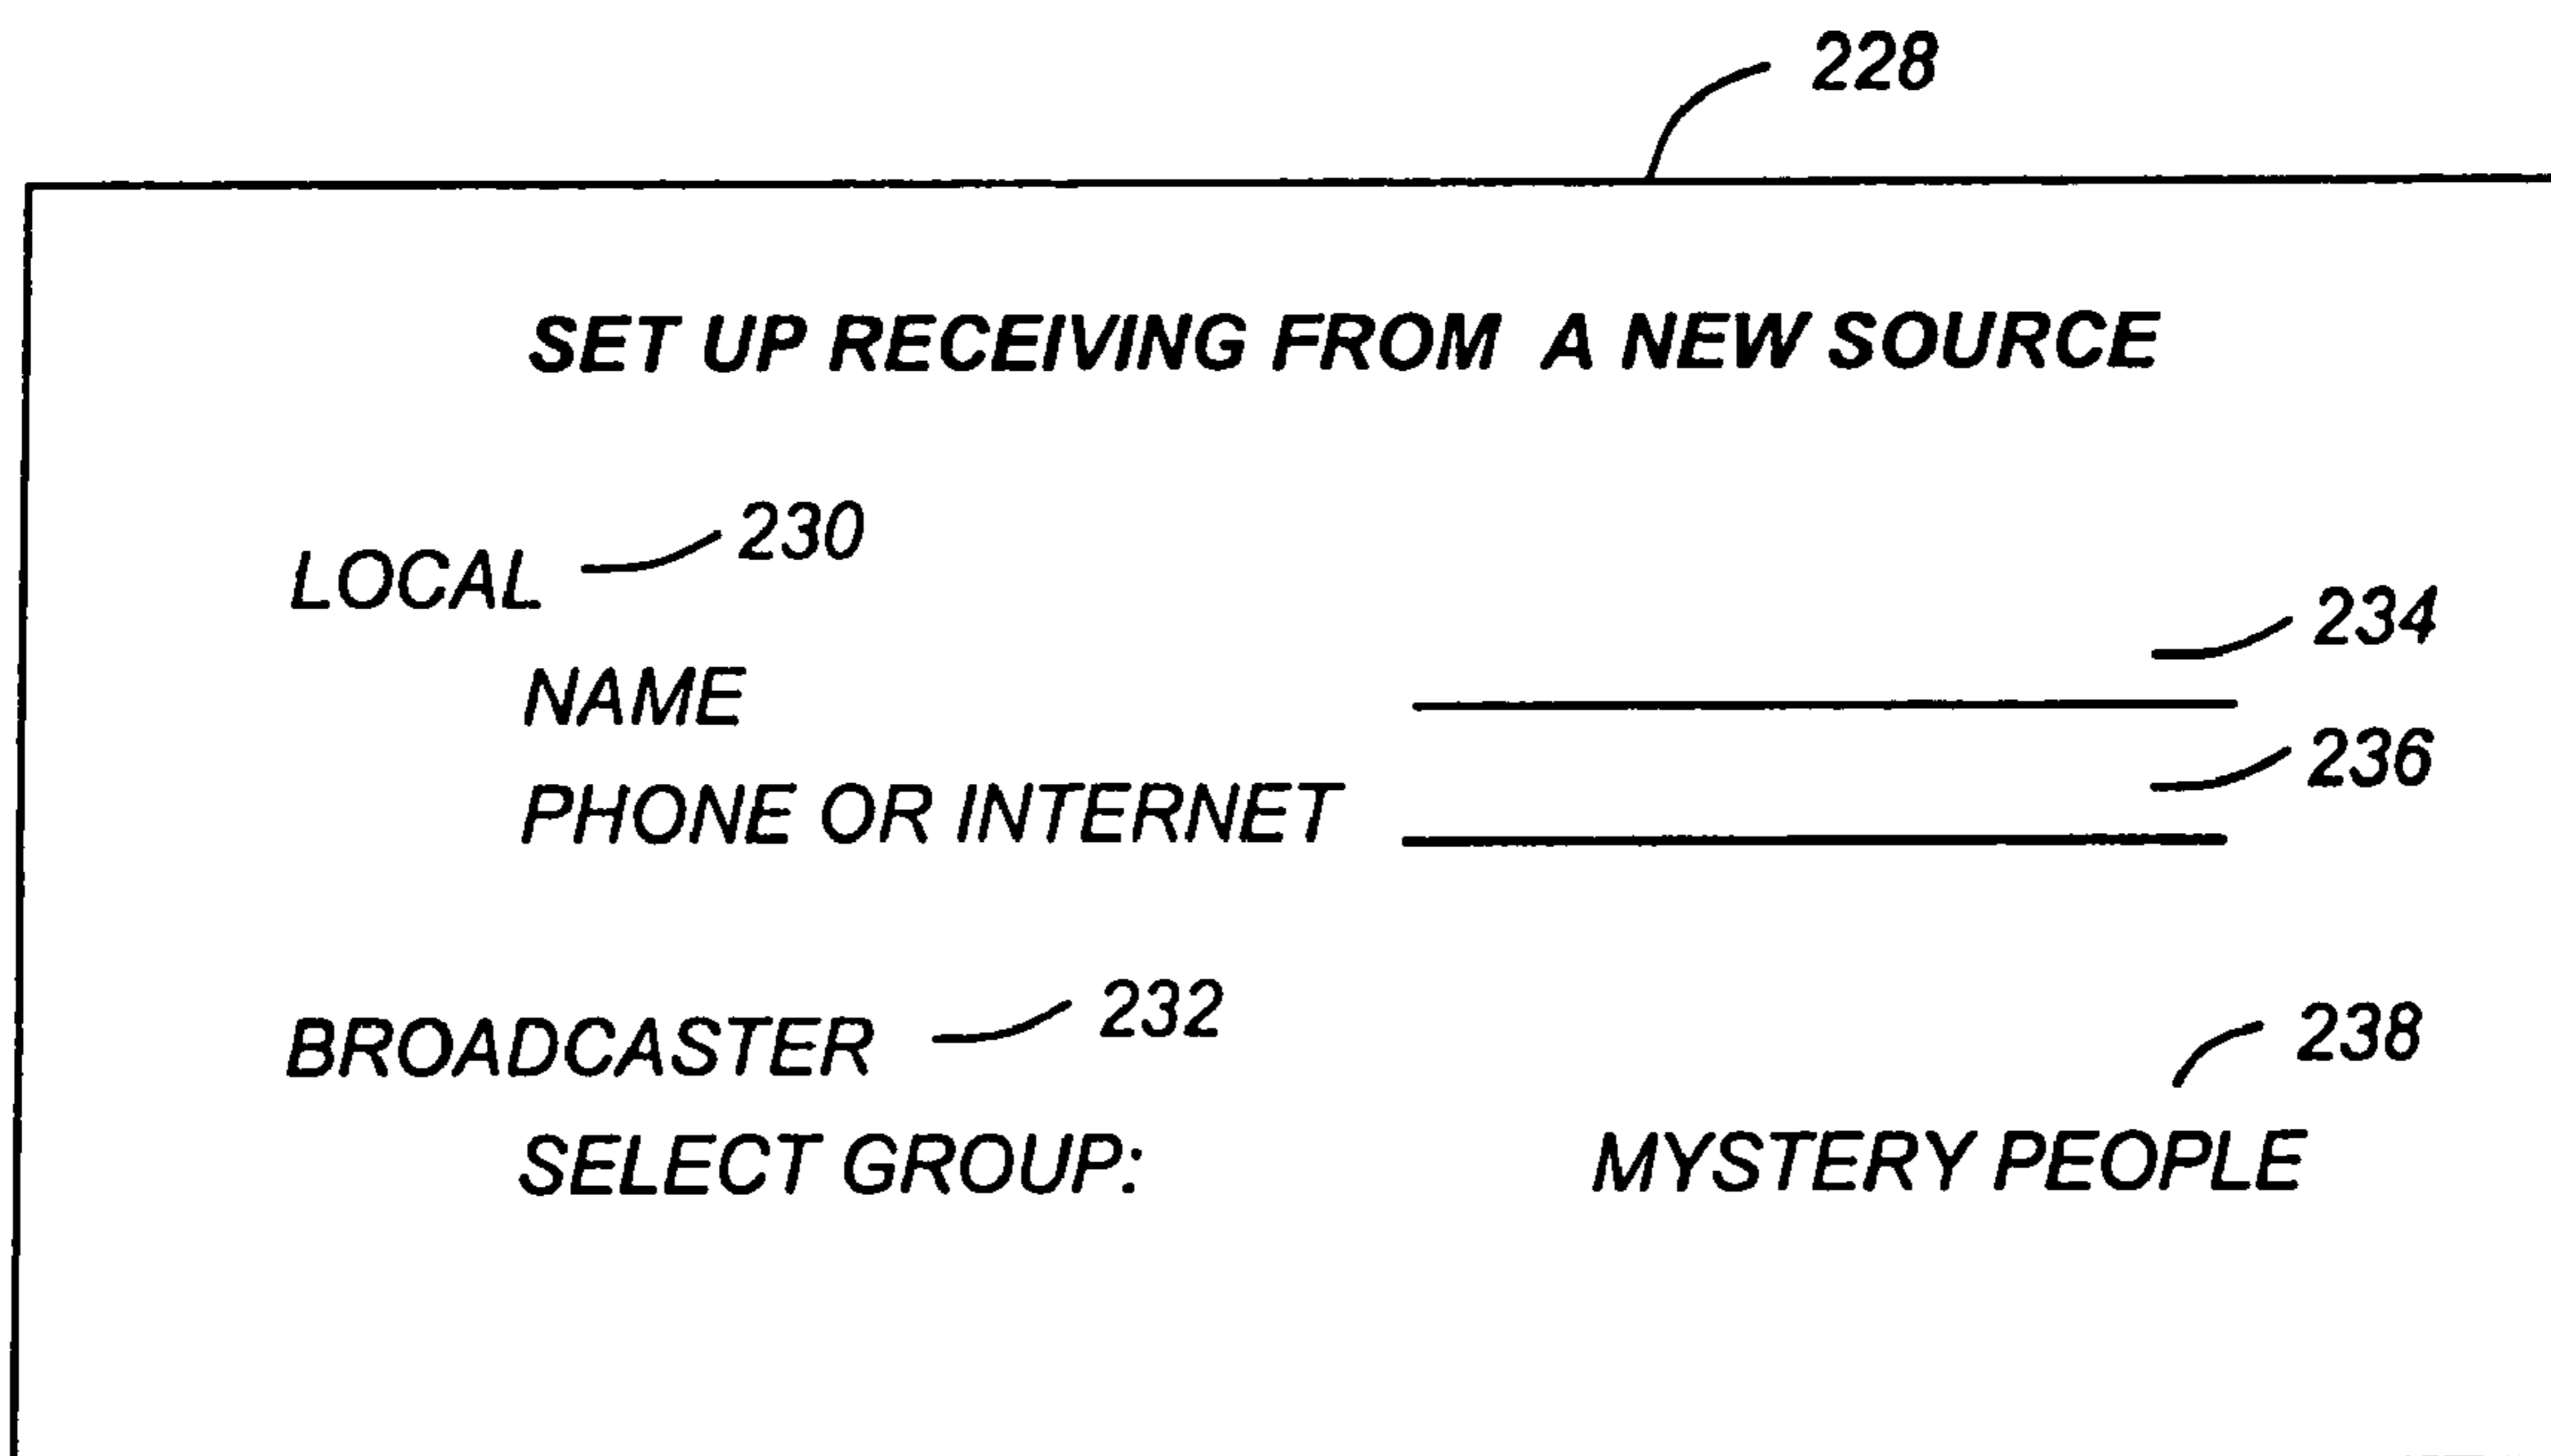 228
SET UP RECEIVING FROM A NEW SOURCE
LOCAL 230
234
NAME
236
PHONE OR INTERNET
BROADCASTER 232
238
SELECT GROUP: MYSTERY PEOPLE